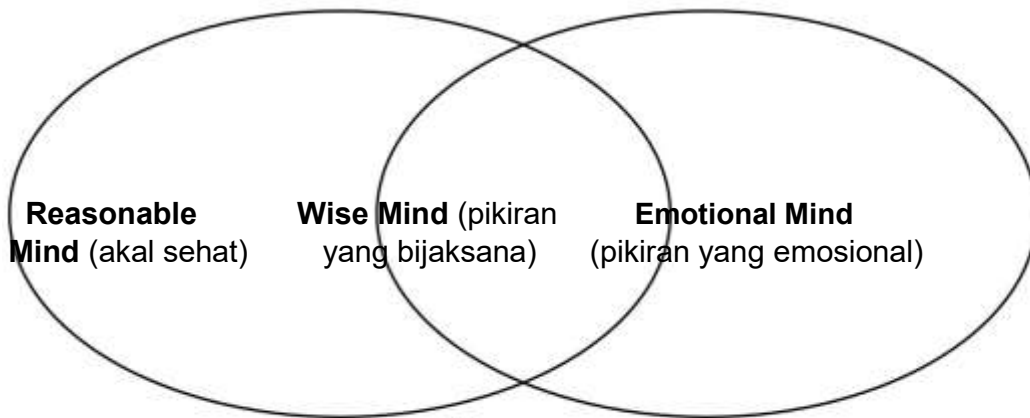 Reasonable
Mind (akal sehat)
Wise Mind (pikiran
yang bijaksana)
Emotional Mind
(pikiran yang emosional)